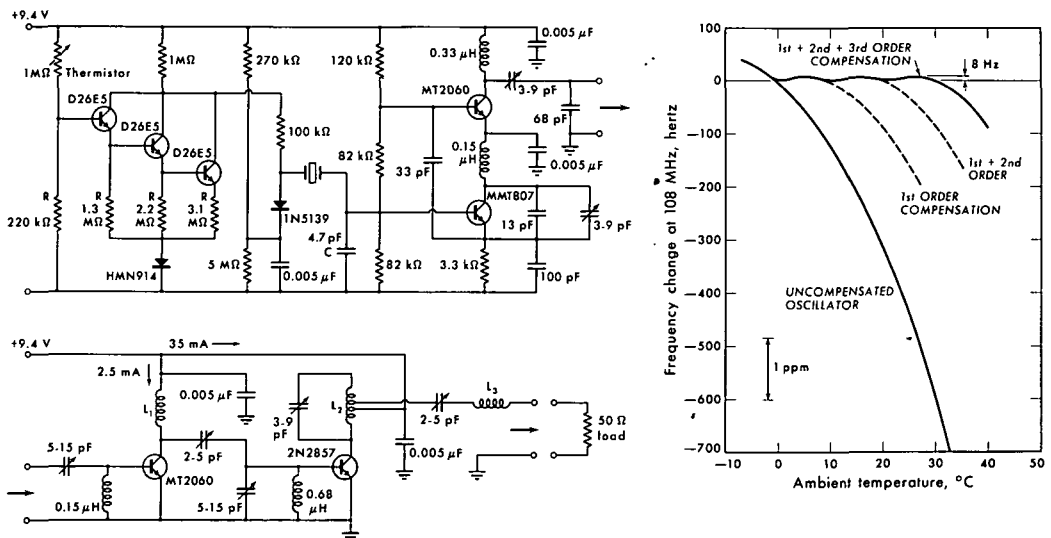 +9.4 V
1MΩ
Thermistor
1MΩ
270 kΩ
120 kΩ
0.33 μH
0.005 μF
MT2060
3-9 pF
68 pF
D26E5
D26E5
D26E5
100 kΩ
82 kΩ
33 pF
0.15 μH
0.005 μF
MMT807
R
220 kΩ
R
1.3 MΩ
R
2.2 MΩ
R
3.1 MΩ
1N5139
4.7 pF
C
13 pF
3-9 pF
HMN914
5 MΩ
0.005 μF
82 kΩ
3.3 kΩ
100 pF
+9.4 V
35 mA
2.5 mA
L1
0.005 μF
3-9 pF
L2
2-5 pF
L3
50 Ω
load
5-15 pF
2-5 pF
2N2857
0.005 μF
MT2060
0.15 μH
5-15 pF
0.68 μH
Frequency change at 108 MHz, hertz
100
0
-100
-200
-300
-400
-500
-600
-700
1st + 2nd + 3rd ORDER
COMPENSATION
8 Hz
1st + 2nd
ORDER
1st ORDER
COMPENSATION
UNCOMPENSATED
OSCILLATOR
1 ppm
-10
0
10
20
30
40
50
Ambient temperature, °C